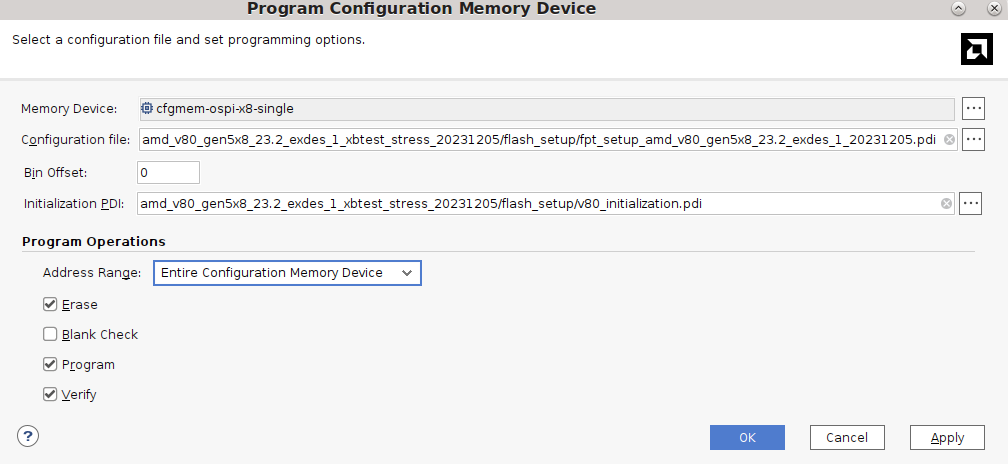 Program Configuration Memory Device
Select a configuration file and set programming options.
Memory Device: cfgmem-ospi-x8-single ...
Configuration file: amd_v80_gen5x8_23.2_exdes_1_xbtest_stress_20231205/flash_setup/fpt_setup_amd_v80_gen5x8_23.2_exdes_1_20231205.pdi ...
Bin Offset: 0
Initialization PDI: amd_v80_gen5x8_23.2_exdes_1_xbtest_stress_20231205/flash_setup/v80_initialization.pdi ...
Program Operations
Address Range: Entire Configuration Memory Device
Erase
Blank Check
Program
Verify
? OK Cancel Apply